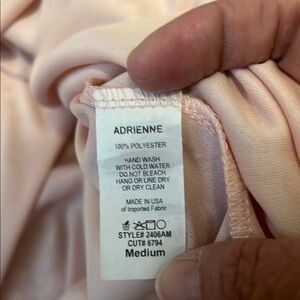 ADRIENNE
100% POLYESTER
HAND WASH
WITH COLD WATER
DO NOT BLEACH
HANG OR LINE DRY
OR DRY CLEAN
MADE IN USA
of Imported Fabric
STYLE# 2406AM
CUT# 6794
Medium